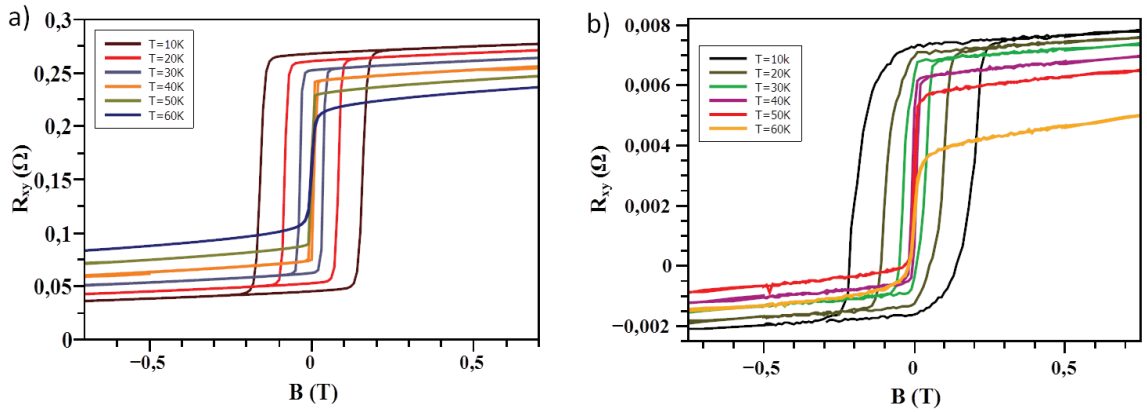 a)
0,3
0,25
0,2
0,15
0,1
0,05
0
R_xy (Ω)
T=10K
T=20K
T=30K
T=40K
T=50K
T=60K
−0,5
0
0,5
B (T)
b)
0,008
0,006
0,004
0,002
0
−0,002
R_xy (Ω)
T=10k
T=20K
T=30K
T=40K
T=50K
T=60K
−0,5
0
0,5
B (T)